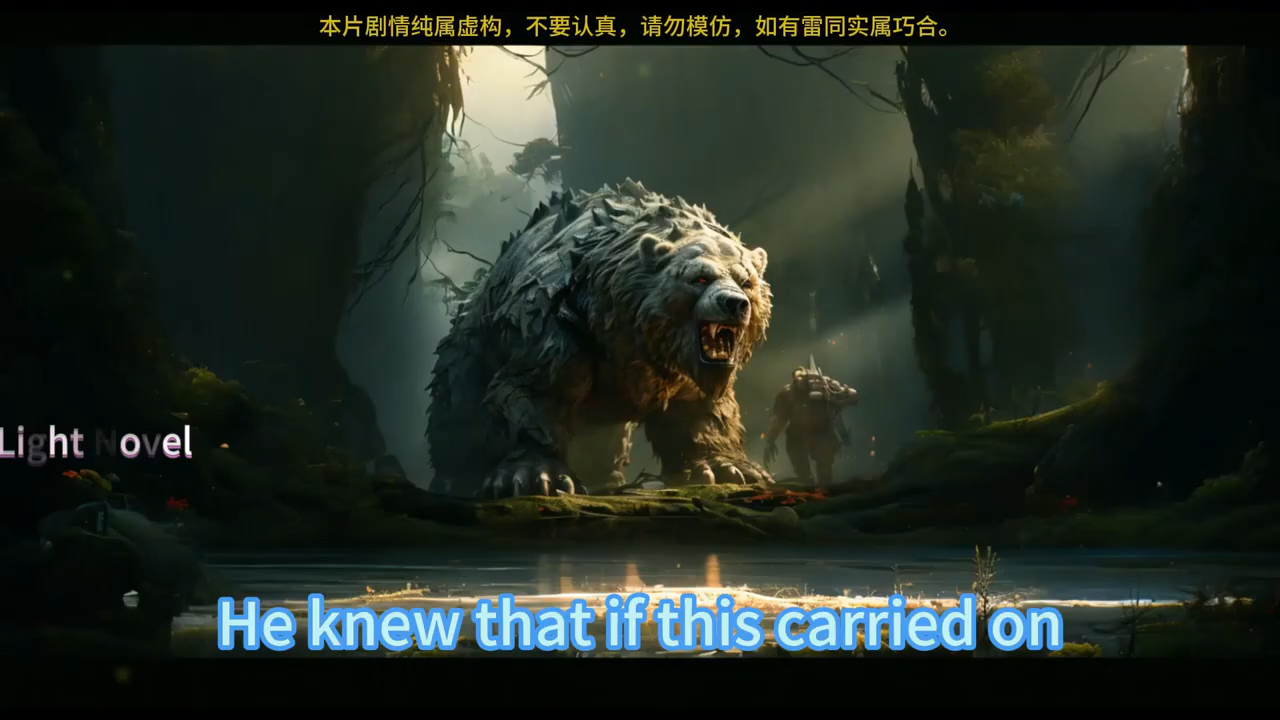 本片剧情纯属虚构，不要认真，请勿模仿，如有雷同实属巧合。
Light Novel
He knew that if this carried on